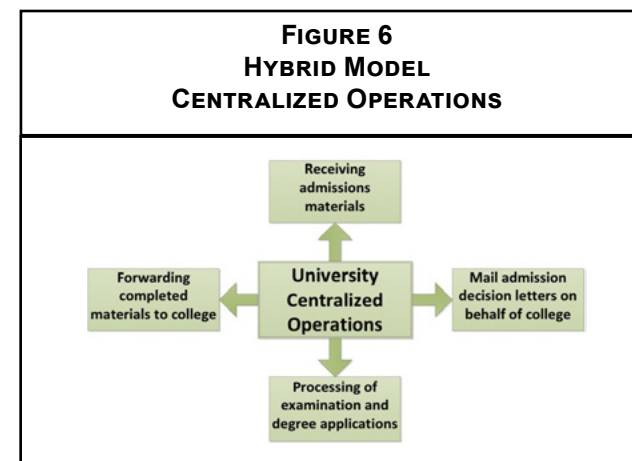 FIGURE 6
HYBRID MODEL
CENTRALIZED OPERATIONS
Receiving
admissions
materials
Forwarding
completed
materials to college
University
Centralized
Operations
Mail admission
decision letters on
behalf of college
Processing of
examination and
degree applications